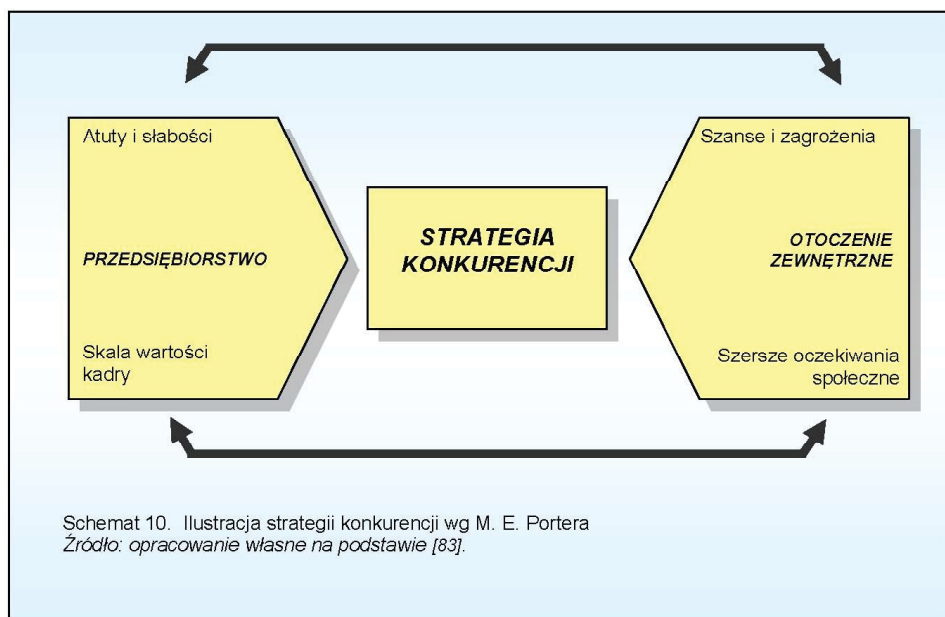 Atuty i słabości
PRZEDSIĘBIORSTWO
Skala wartości
kadry
STRATEGIA
KONKURENCJI
Szanse i zagrożenia
OTOCZENIE
ZEWNĘTRZNE
Szersze oczekiwania
społeczne
Schemat 10. Ilustracja strategii konkurencji wg M. E. Portera
Źródło: opracowanie własne na podstawie [83].